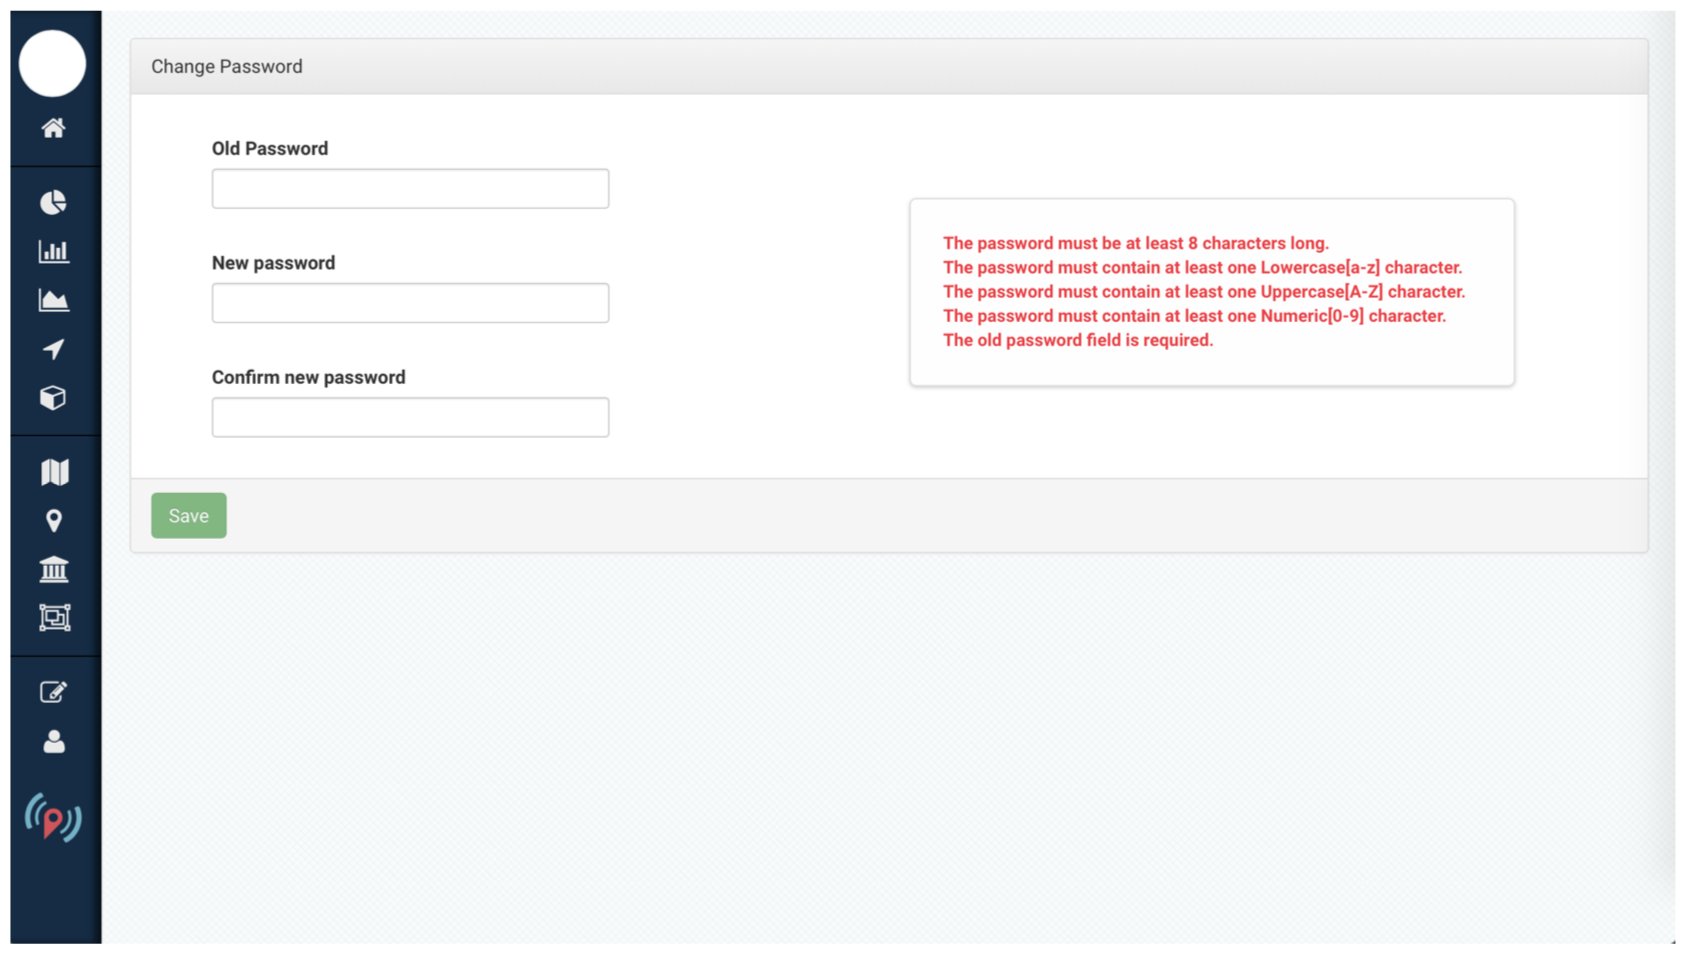 Change Password
Old Password
New password
Confirm new password
The password must be at least 8 characters long.
The password must contain at least one Lowercase[a-z] character.
The password must contain at least one Uppercase[A-Z] character.
The password must contain at least one Numeric[0-9] character.
The old password field is required.
Save